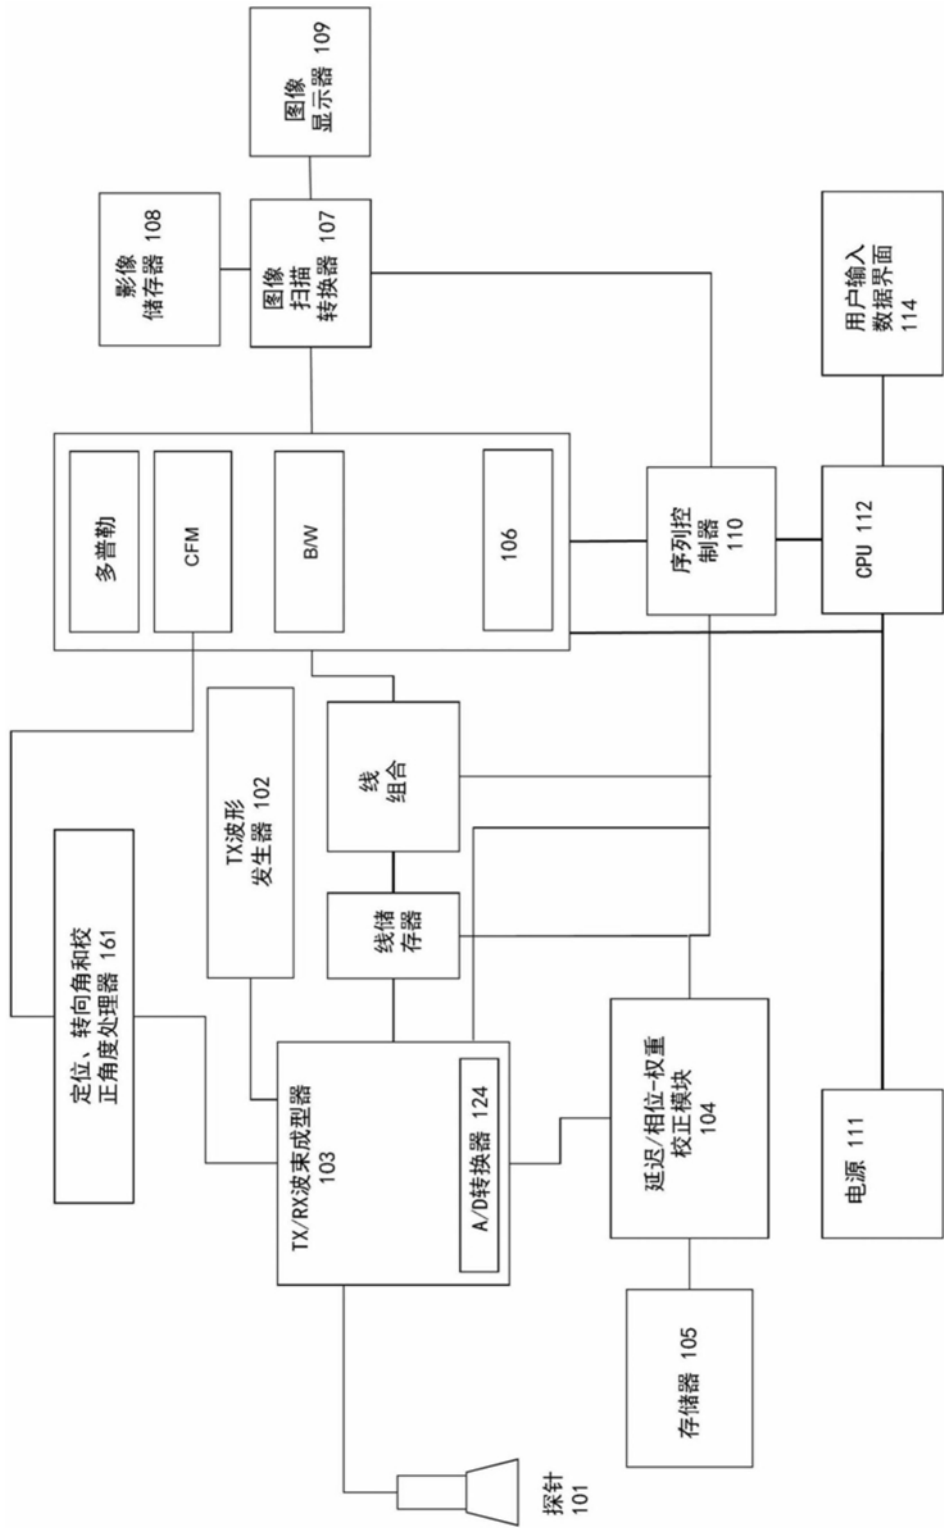 定位、转向角和校
正角度处理器 161
多普勒
CFM
B/W
106
影像
储存器 108
图像
扫描
转换器 107
图像
显示器 109
TX波形
发生器 102
TX/RX波束成型器
103
A/D转换器 124
线储
存器
线
组合
探针
101
延迟/相位-权重
校正模块
104
存储器 105
序列控
制器
110
电源 111
CPU 112
用户输入
数据界面
114